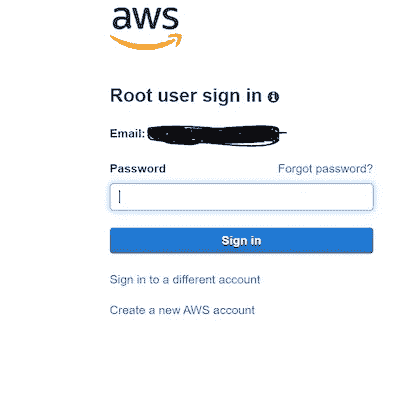 aws
Root user sign in
Email:
Password Forgot password?
Sign in
Sign in to a different account
Create a new AWS account